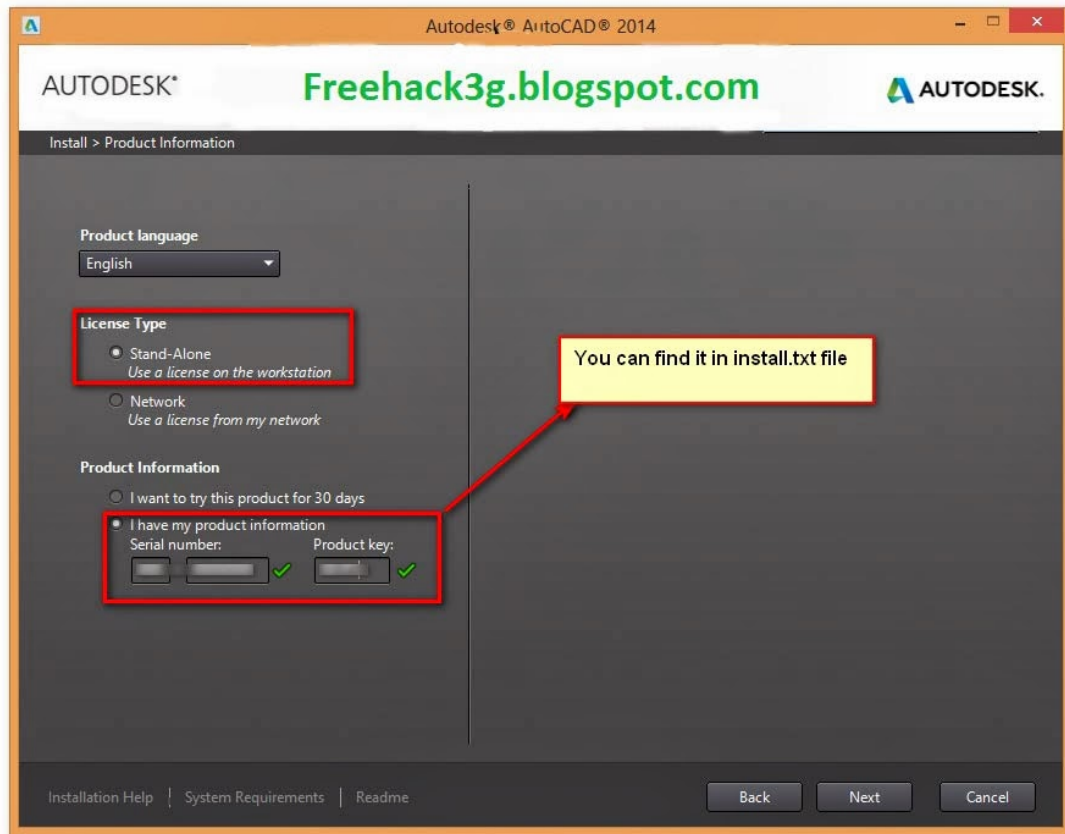 Autodesk® AutoCAD® 2014
AUTODESK®
Freehack3g.blogspot.com
AUTODESK.
Install > Product Information
Product language
English
License Type
Stand-Alone
Use a license on the workstation
You can find it in install.txt file
Network
Use a license from my network
Product Information
I want to try this product for 30 days
I have my product information
Serial number: Product key:
Installation Help | System Requirements | Readme
Back Next Cancel